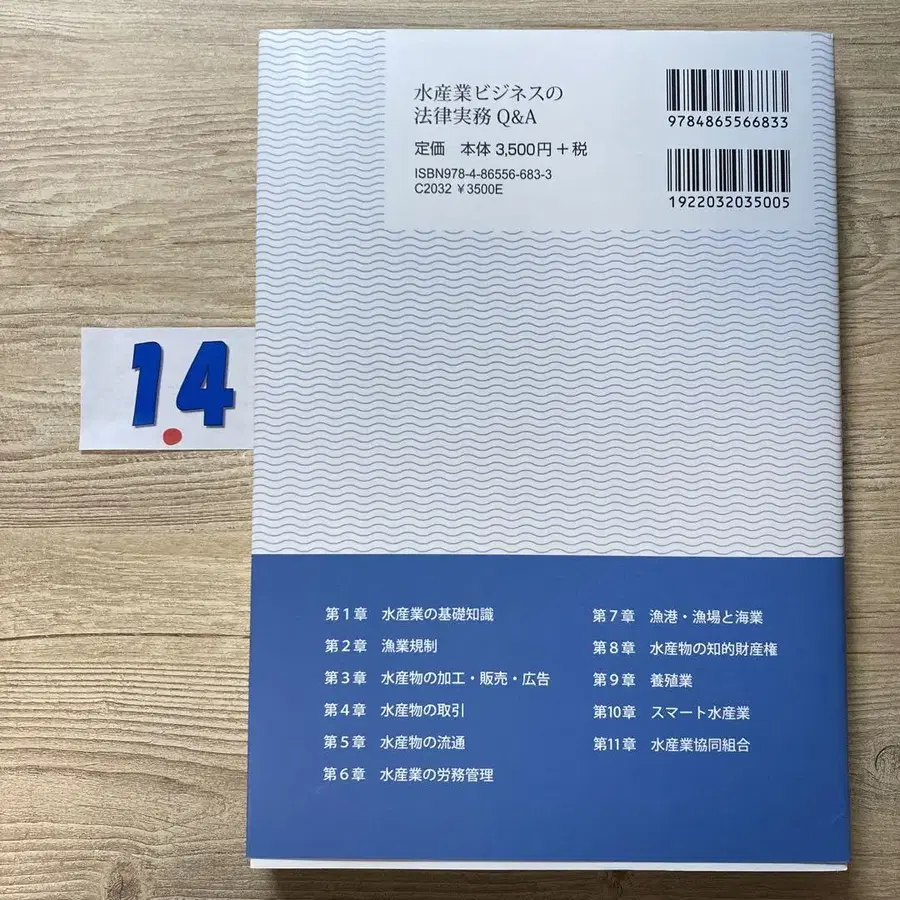 水産業ビジネスの
法律実務 Q&A
定価 本体 3,500円+税
ISBN978-4-86556-683-3
C2032 ¥3500E
9784865566833
1922032035005
14
第1章 水産業の基礎知識
第2章 漁業規制
第3章 水産物の加工・販売・広告
第4章 水産物の取引
第5章 水産物の流通
第6章 水産業の労務管理
第7章 漁港・漁場と海業
第8章 水産物の知的財産権
第9章 養殖業
第10章 スマート水産業
第11章 水産業協同組合